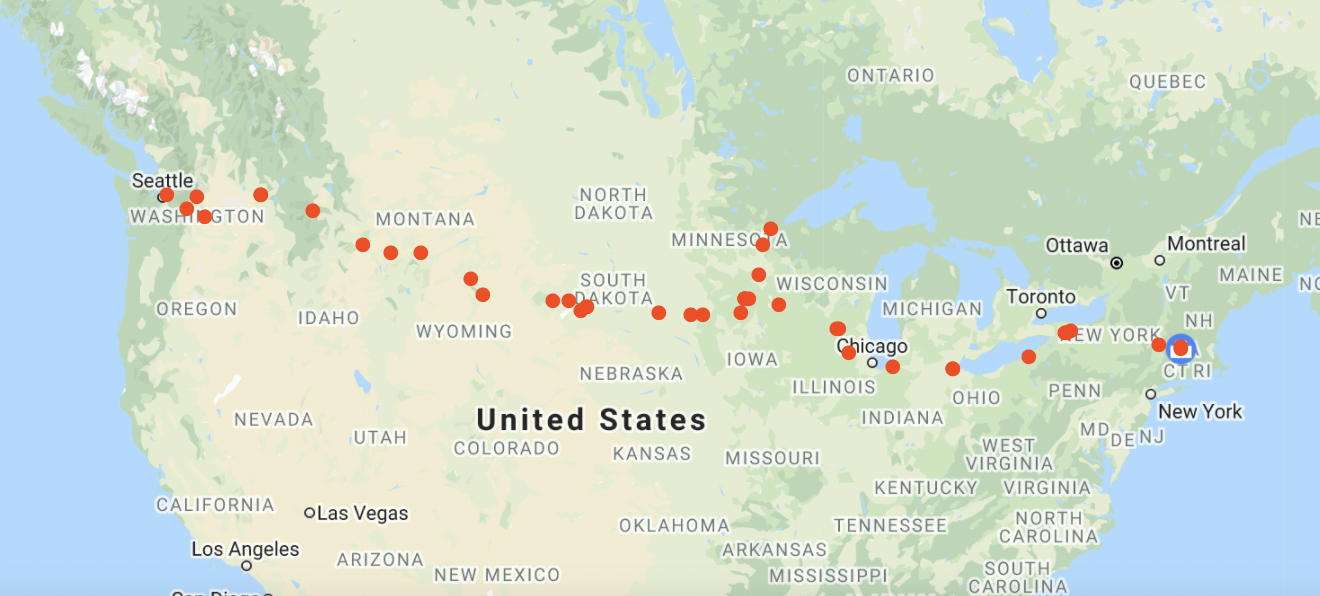 ONTARIO
QUEBEC
Seattle
WASHINGTON
NORTH
DAKOTA
MONTANA
MINNESOTA
Ottawa
Montreal
MAINE
SOUTH
DAKOTA
WISCONSIN
VT
Toronto
OREGON
IDAHO
MICHIGAN
NH
WYOMING
NEW YORK
Chicago
IOWA
CT RI
NEBRASKA
ILLINOIS
OHIO
PENN
NEVADA
United States
INDIANA
New York
UTAH
COLORADO
KANSAS
MISSOURI
WEST
VIRGINIA
MD
DE
NJ
CALIFORNIA
KENTUCKY
VIRGINIA
Las Vegas
OKLAHOMA
TENNESSEE
NORTH
CAROLINA
Los Angeles
ARIZONA
NEW MEXICO
ARKANSAS
MISSISSIPPI
SOUTH
CAROLINA